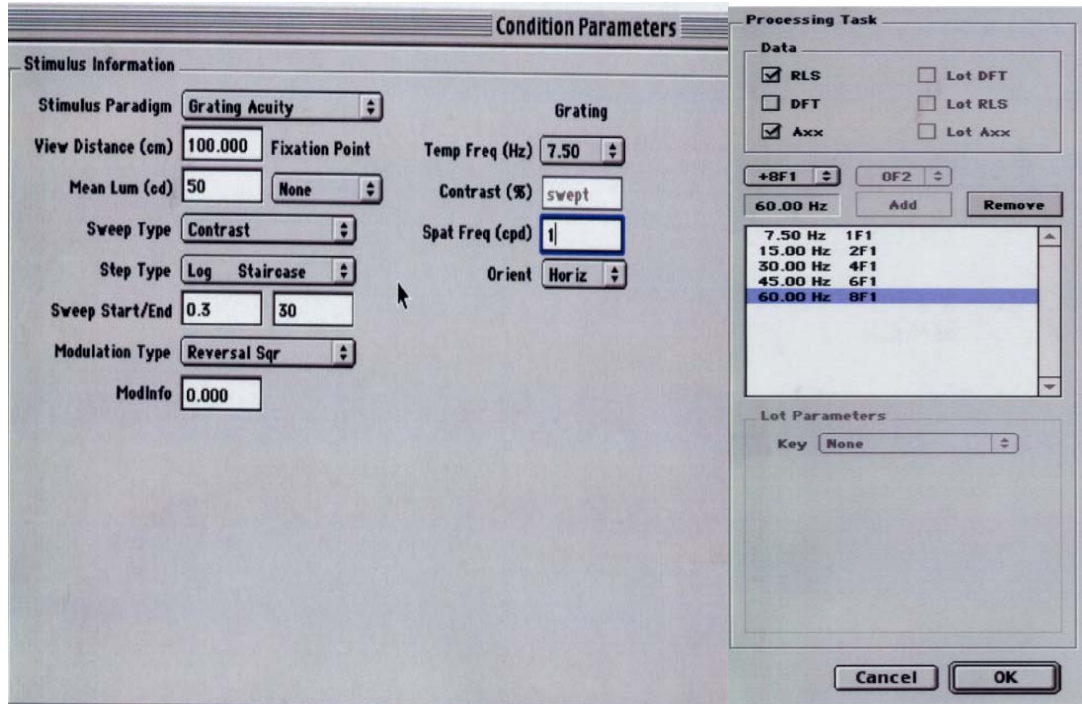 Condition Parameters
Stimulus Information
Stimulus Paradigm Grating Acuity
View Distance (cm) 100.000 Fixation Point
Mean Lum (cd) 50 None
Sweep Type Contrast
Step Type Log Staircase
Sweep Start/End 0.3 30
Modulation Type Reversal Sqr
ModInfo 0.000
Grating
Temp Freq (Hz) 7.50
Contrast (%) swept
Spat Freq (cpd) 1
Orient Horiz
Processing Task
Data
RLS Lot DFT
DFT Lot RLS
Axx Lot Axx
+8F1 0F2
60.00 Hz Add Remove
7.50 Hz 1F1
15.00 Hz 2F1
30.00 Hz 4F1
45.00 Hz 6F1
60.00 Hz 8F1
Lot Parameters
Key None
Cancel OK